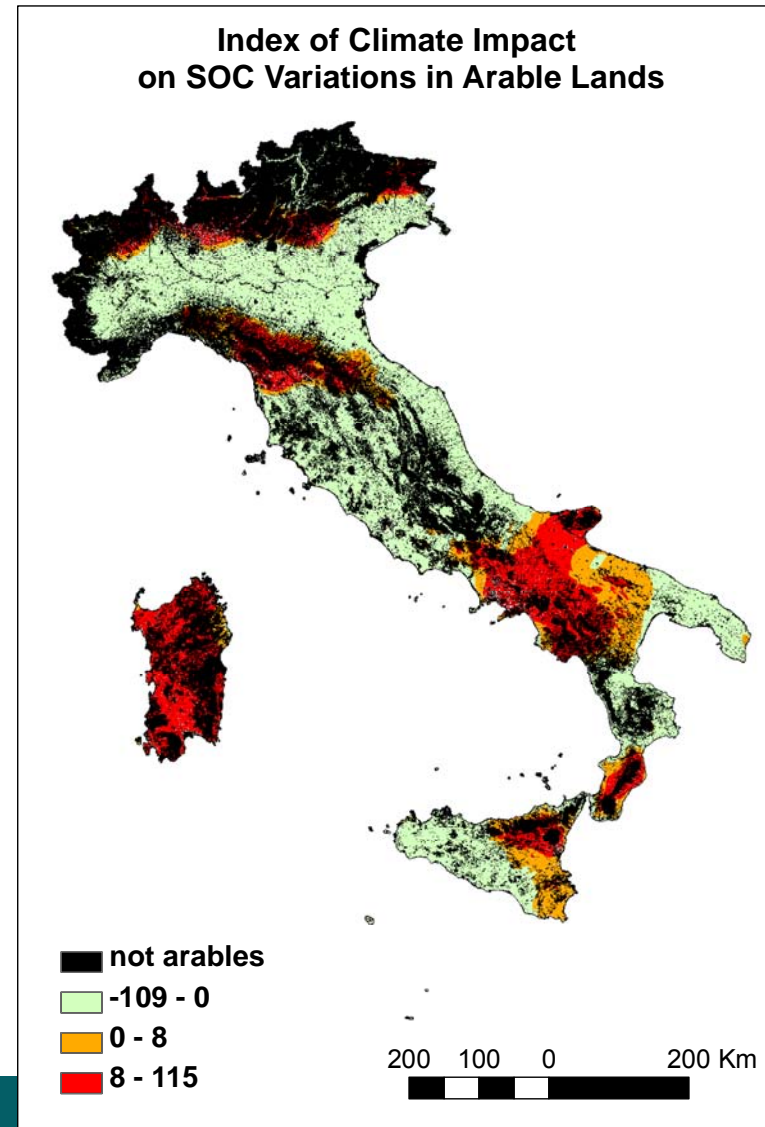 Index of Climate Impact
on SOC Variations in Arable Lands
not arables
-109 - 0
0 - 8
8 - 115
200 100 0 200 Km